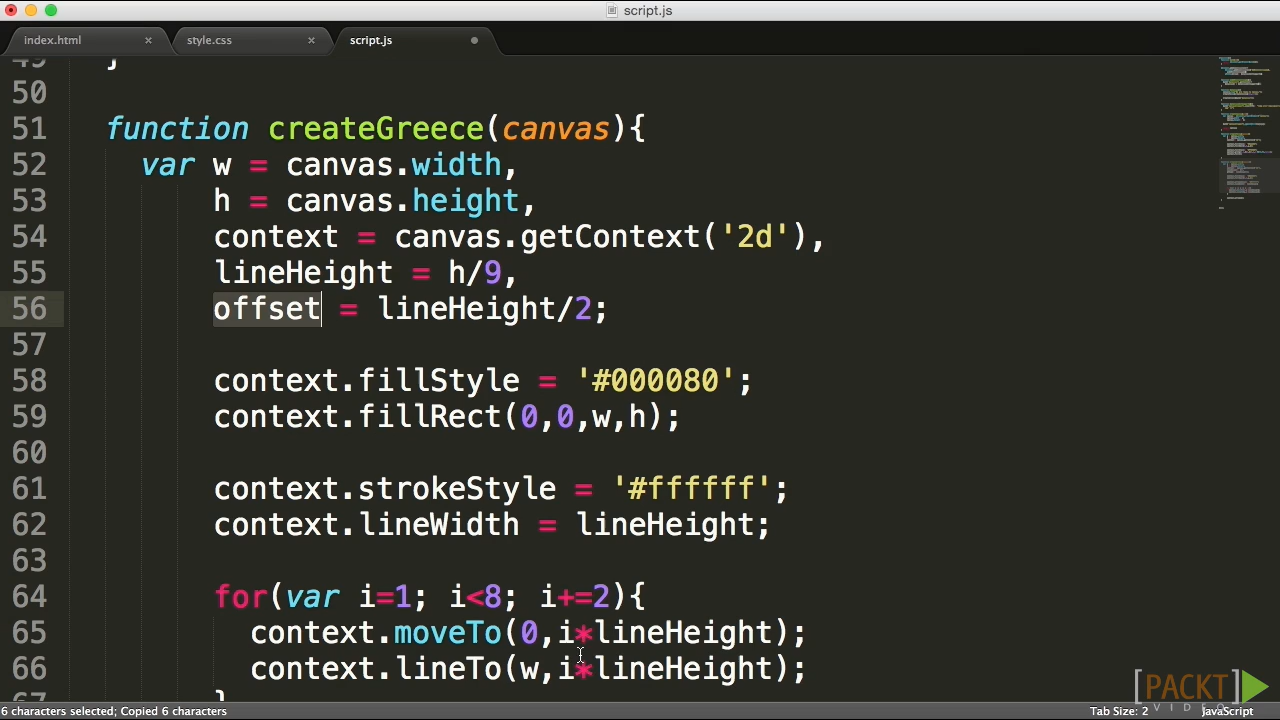 script.js
index.html × style.css × script.js
49 }
50
51 function createGreece(canvas){
52 var w = canvas.width,
53 h = canvas.height,
54 context = canvas.getContext('2d'),
55 lineHeight = h/9,
56 offset = lineHeight/2;
57
58 context.fillStyle = '#000080';
59 context.fillRect(0,0,w,h);
60
61 context.strokeStyle = '#ffffff';
62 context.lineWidth = lineHeight;
63
64 for(var i=1; i<8; i+=2){
65 context.moveTo(0,i*lineHeight);
66 context.lineTo(w,i*lineHeight);
67 }
[PACKT]
VIDEO
6 characters selected; Copied 6 characters Tab Size: 2 JavaScript